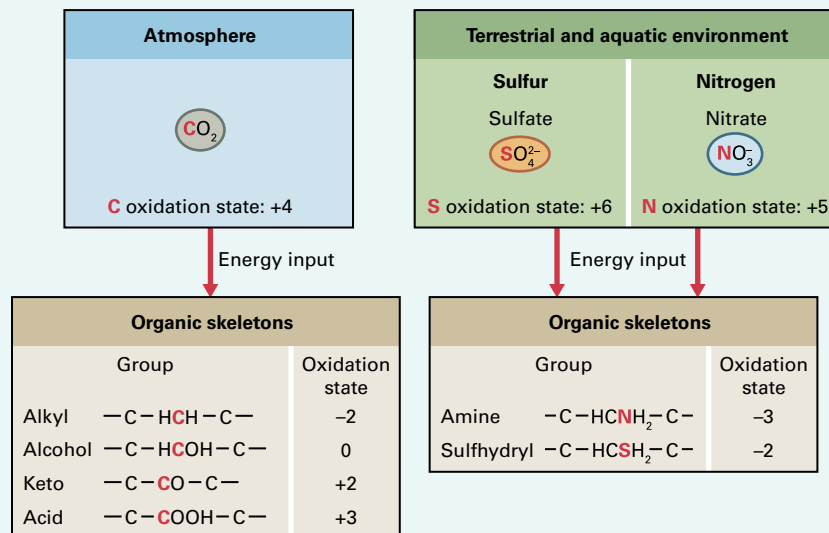 Atmosphere
CO₂
C oxidation state: +4
Terrestrial and aquatic environment
Sulfur Nitrogen
Sulfate Nitrate
SO₄²⁻ NO₃⁻
S oxidation state: +6 N oxidation state: +5
Energy input
Energy input
Organic skeletons
Group Oxidation
state
Alkyl —C—HCH—C— −2
Alcohol —C—HCOH—C— 0
Keto —C—CO—C— +2
Acid —C—COOH—C— +3
Organic skeletons
Group Oxidation
state
Amine —C—HCNH₂—C— −3
Sulfhydryl —C—HCSH₂—C— −2